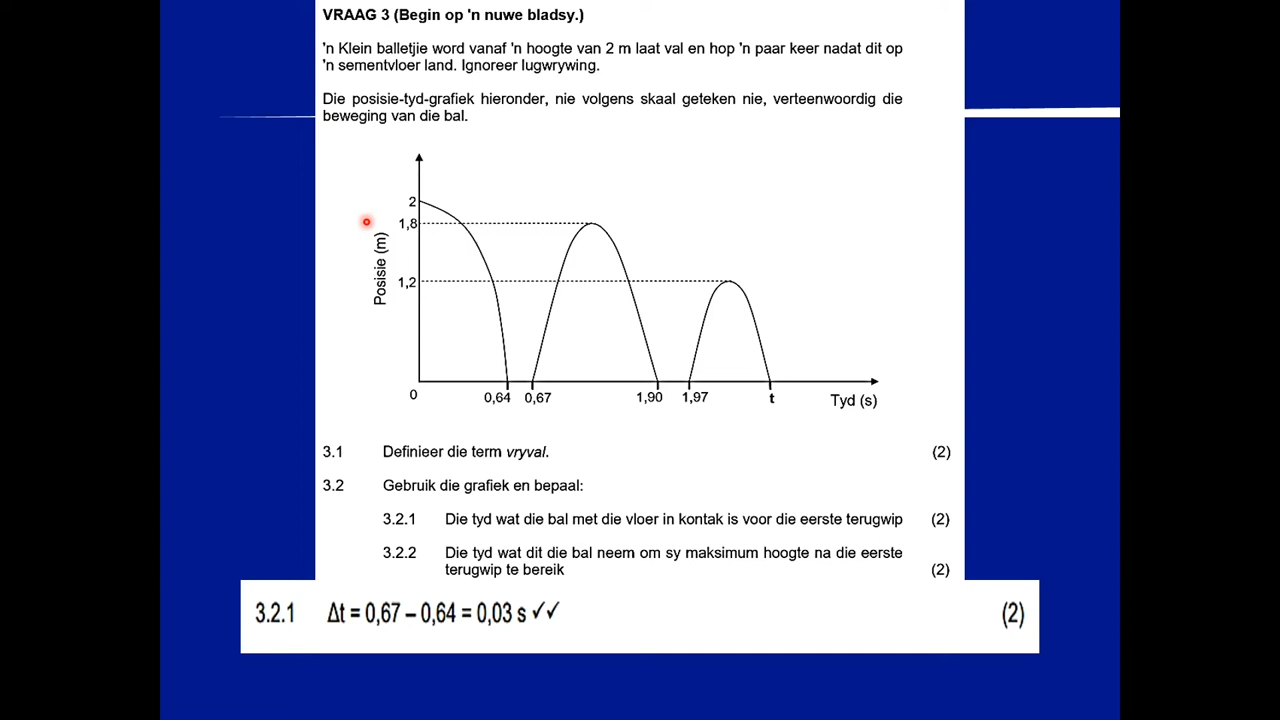 VRAAG 3 (Begin op 'n nuwe bladsy.)
'n Klein balletjie word vanaf 'n hoogte van 2 m laat val en hop 'n paar keer nadat dit op
'n sementvloer land. Ignoreer lugwrywing.
Die posisie-tyd-grafiek hieronder, nie volgens skaal geteken nie, verteenwoordig die
beweging van die bal.
2
1,8
Posisie (m)
1,2
0
0,64
0,67
1,90
1,97
t
Tyd (s)
3.1 Definieer die term vryval. (2)
3.2 Gebruik die grafiek en bepaal:
3.2.1 Die tyd wat die bal met die vloer in kontak is voor die eerste terugwip (2)
3.2.2 Die tyd wat dit die bal neem om sy maksimum hoogte na die eerste
terugwip te bereik (2)
3.2.1 Δt = 0,67 – 0,64 = 0,03 s ✓✓ (2)